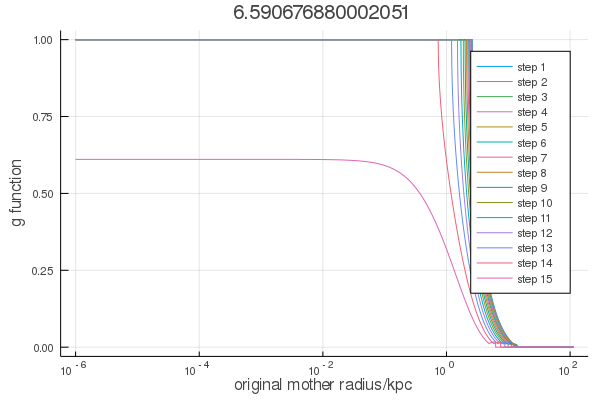 6.590676880002051
1.00
0.75
0.50
0.25
0.00
g function
step 1
step 2
step 3
step 4
step 5
step 6
step 7
step 8
step 9
step 10
step 11
step 12
step 13
step 14
step 15
10^-6 10^-4 10^-2 10^0 10^2
original mother radius/kpc